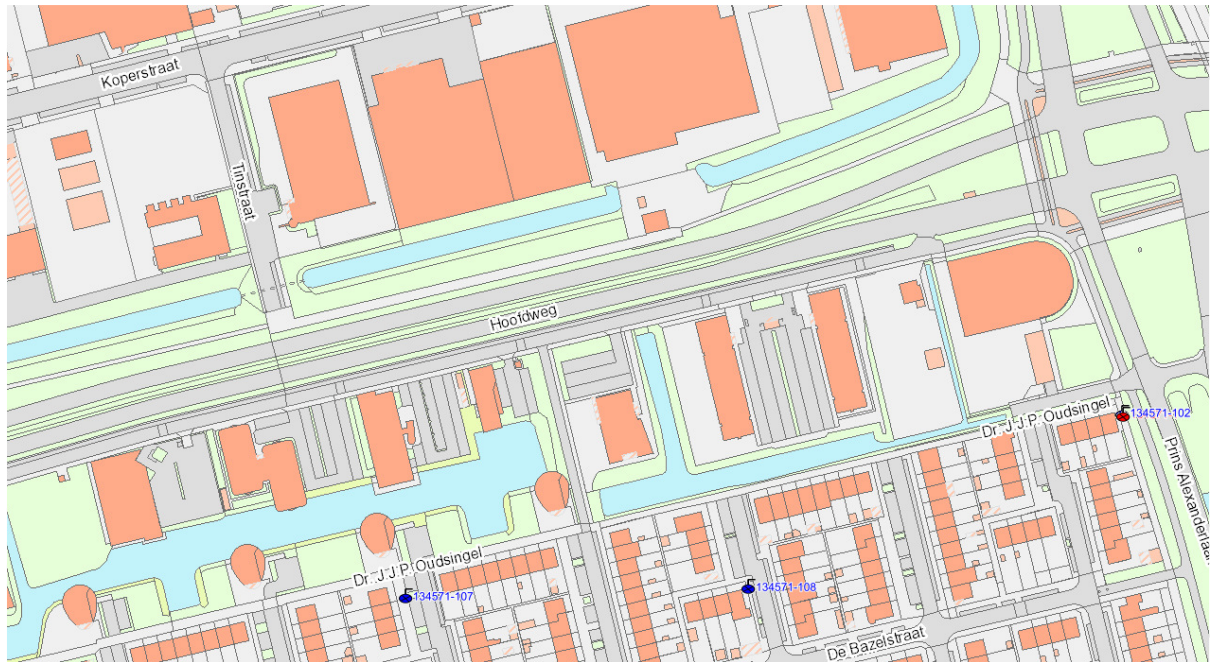 Koperstraat
Tinstraat
Hoofdweg
Dr. J.J.P. Oudsingel
134571-102
Prins Alexanderlaan
Dr. J.J.P. Oudsingel
134571-107
134571-108
De Bazelstraat